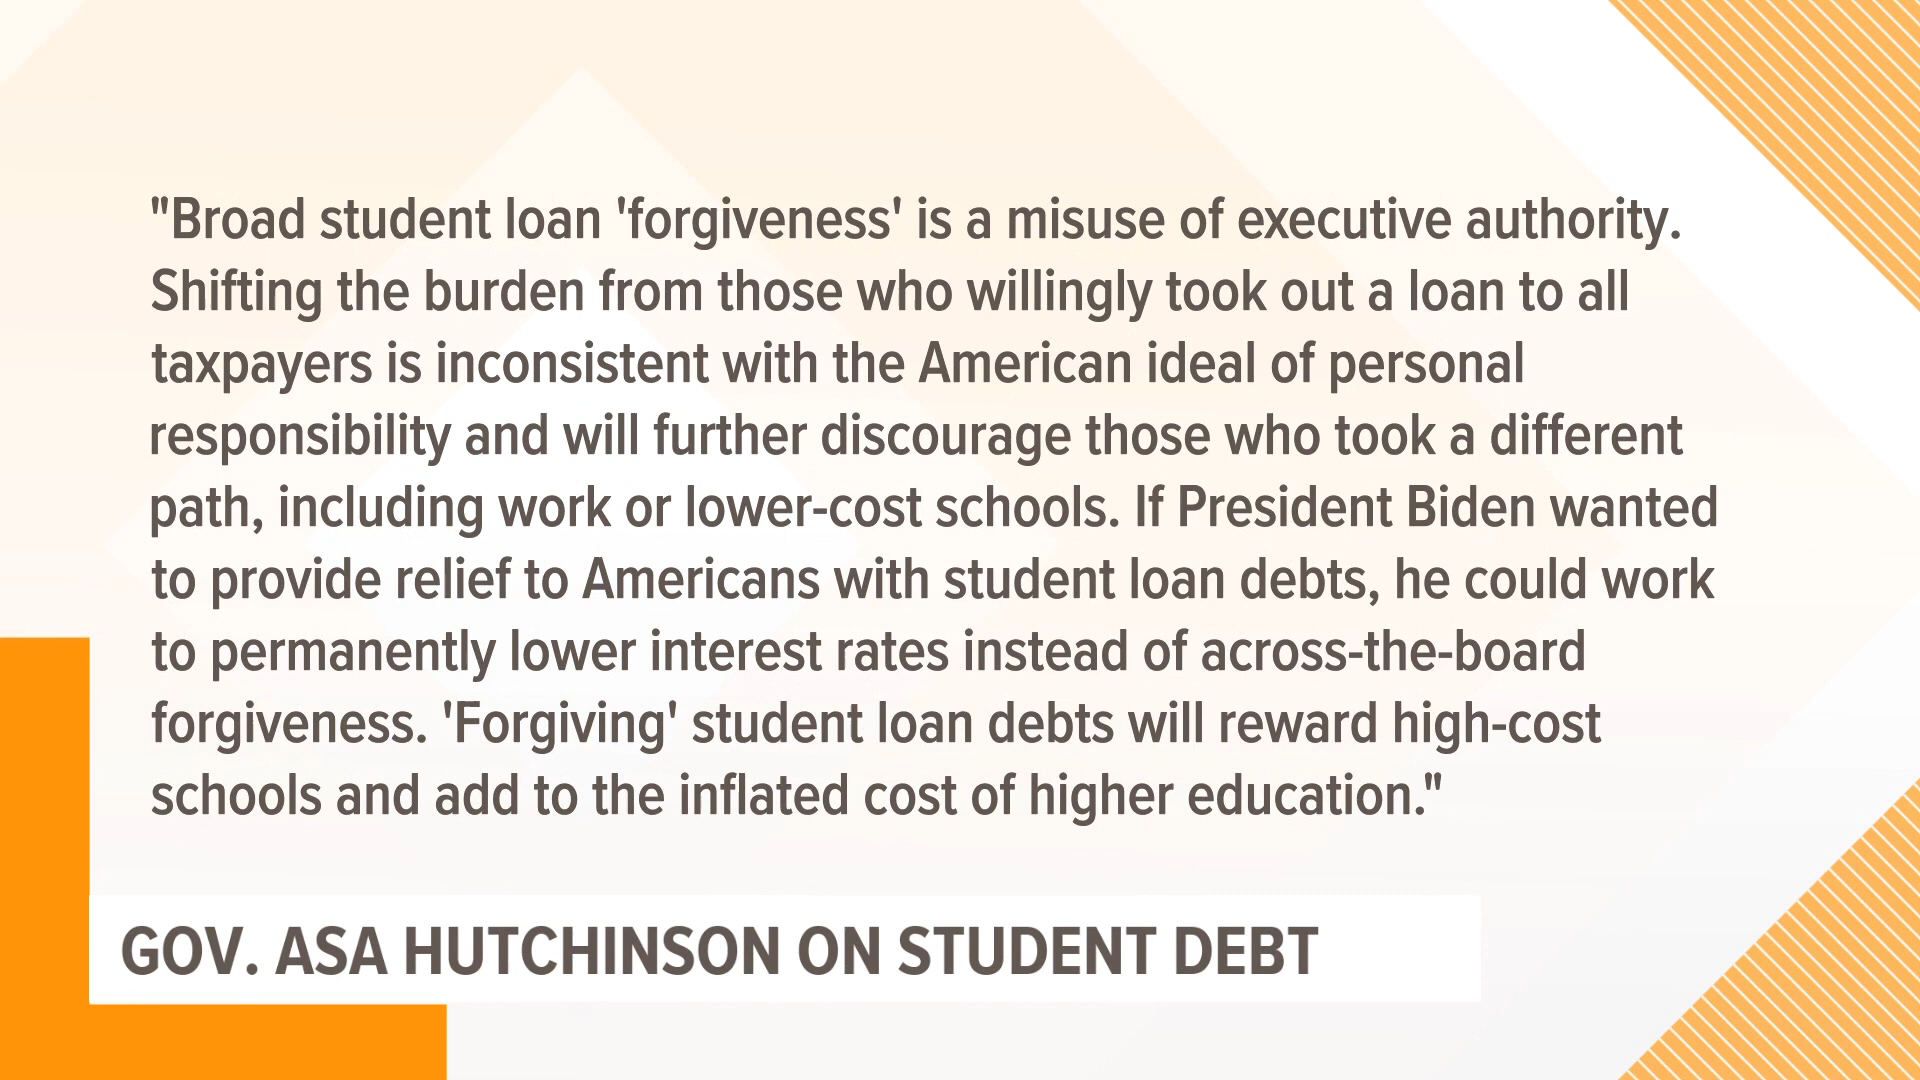 "Broad student loan 'forgiveness' is a misuse of executive authority.
Shifting the burden from those who willingly took out a loan to all
taxpayers is inconsistent with the American ideal of personal
responsibility and will further discourage those who took a different
path, including work or lower-cost schools. If President Biden wanted
to provide relief to Americans with student loan debts, he could work
to permanently lower interest rates instead of across-the-board
forgiveness. 'Forgiving' student loan debts will reward high-cost
schools and add to the inflated cost of higher education."
GOV. ASA HUTCHINSON ON STUDENT DEBT